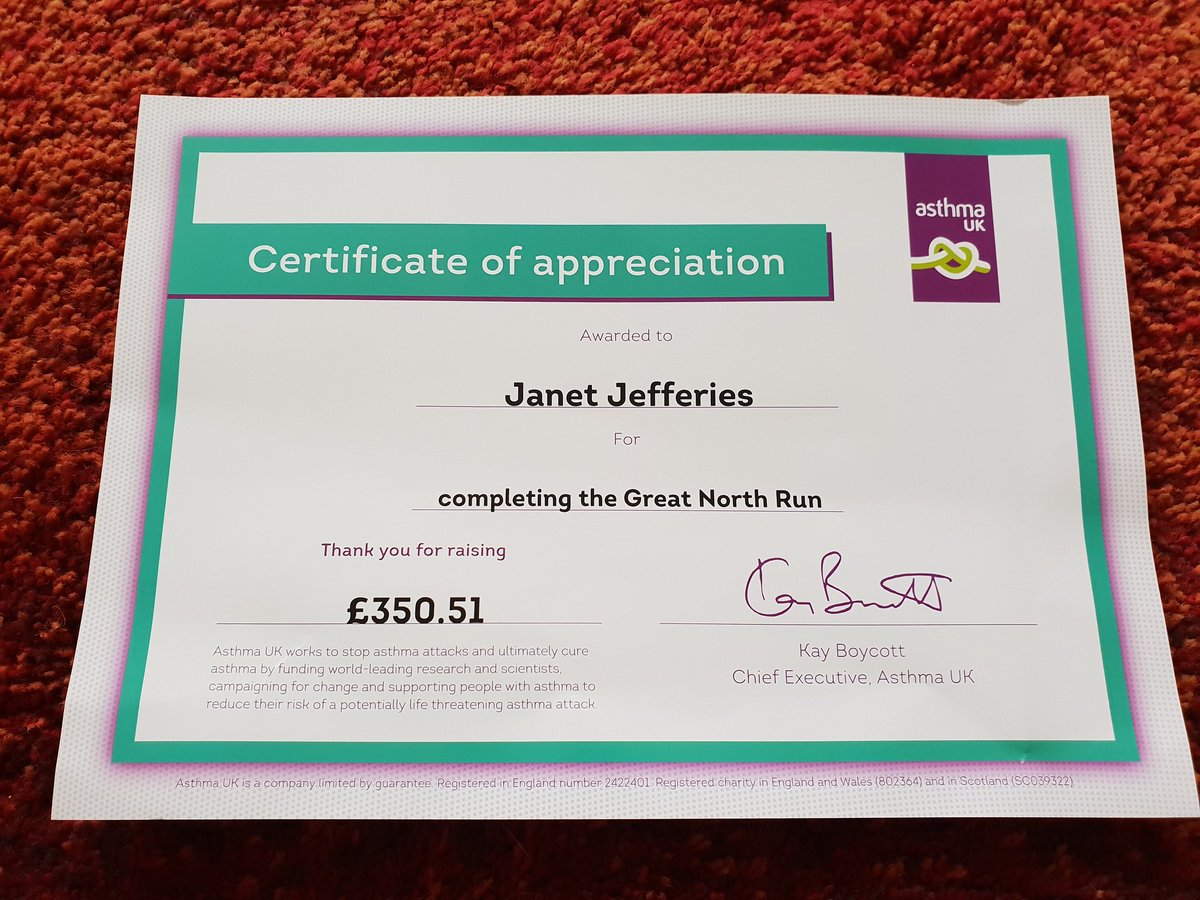 asthma
UK
Certificate of appreciation
Awarded to
Janet Jefferies
For
completing the Great North Run
Thank you for raising
£350.51
Asthma UK works to stop asthma attacks and ultimately cure
asthma by funding world-leading research and scientists,
campaigning for change and supporting people with asthma to
reduce their risk of a potentially life threatening asthma attack.
Kay Boycott
Kay Boycott
Chief Executive, Asthma UK
Asthma UK is a company limited by guarantee. Registered in England number 2422401. Registered charity in England and Wales (802364) and in Scotland (SC039322).